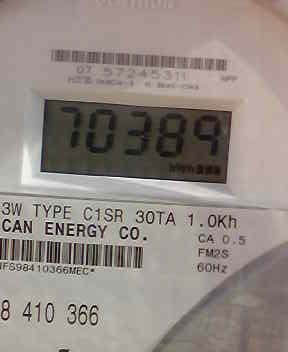 07 57245311
70389
3W TYPE C1SR 30TA 1.0Kh
CAN ENERGY CO.
CA 0.5
FM2S
60Hz
NFS98410366MEC*
8 410 366